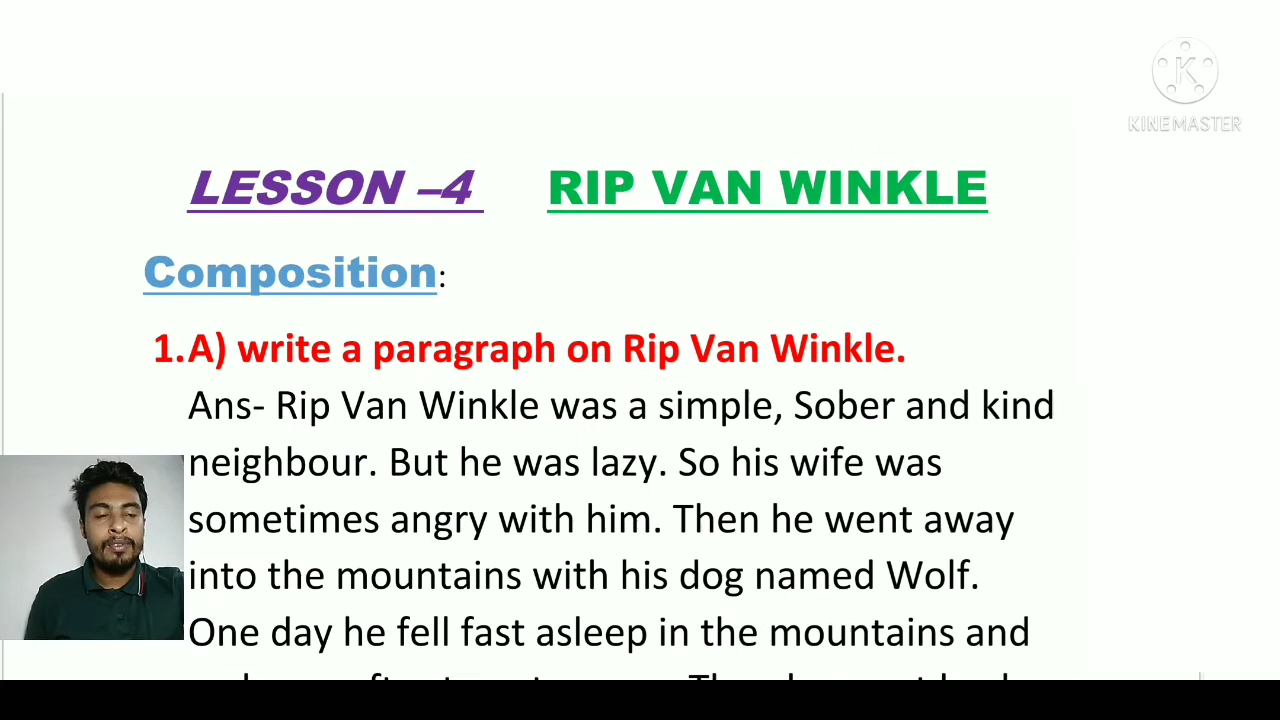 KINEMASTER
LESSON –4 RIP VAN WINKLE
Composition:
1.A) write a paragraph on Rip Van Winkle.
Ans- Rip Van Winkle was a simple, Sober and kind
neighbour. But he was lazy. So his wife was
sometimes angry with him. Then he went away
into the mountains with his dog named Wolf.
One day he fell fast asleep in the mountains and